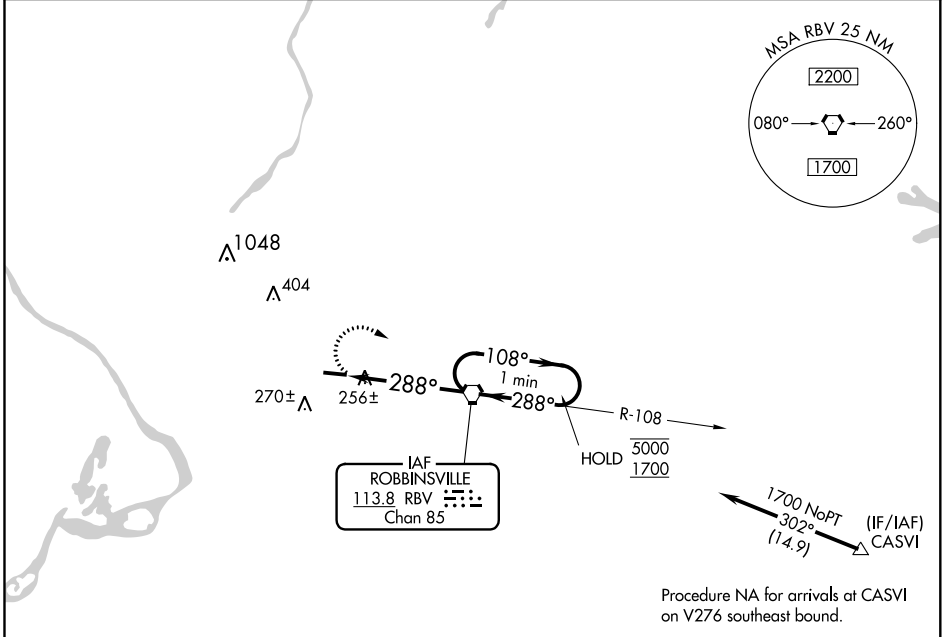 MSA RBV 25 NM
2200
080°
260°
1700
1048
404
108°
1 min
288°
288°
270±
256±
R-108
HOLD
5000
1700
IAF
ROBBINSVILLE
113.8 RBV
Chan 85
1700 NoPT
302°
(14.9)
(IF/IAF)
CASVI
Procedure NA for arrivals at CASVI
on V276 southeast bound.